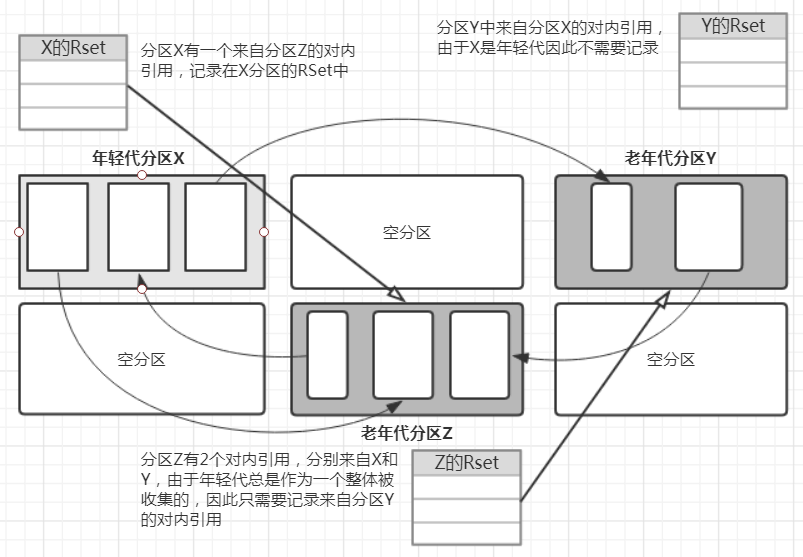 X的Rset
分区X有一个来自分区Z的对内
引用，记录在X分区的RSet中
分区Y中来自分区X的对内引用，
由于X是年轻代因此不需要记录
Y的Rset
年轻代分区X
老年代分区Y
空分区
空分区
空分区
老年代分区Z
分区Z有2个对内引用，分别来自X和
Y，由于年轻代总是作为一个整体被
收集的，因此只需要记录来自分区Y
的对内引用
Z的Rset